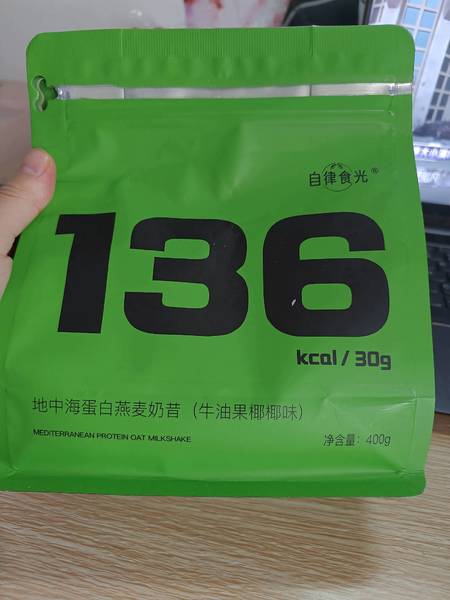 自律食光®
136
kcal / 30g
地中海蛋白燕麦奶昔（牛油果椰椰味）
MEDITERRANEAN PROTEIN OAT MILKSHAKE
净含量：400g